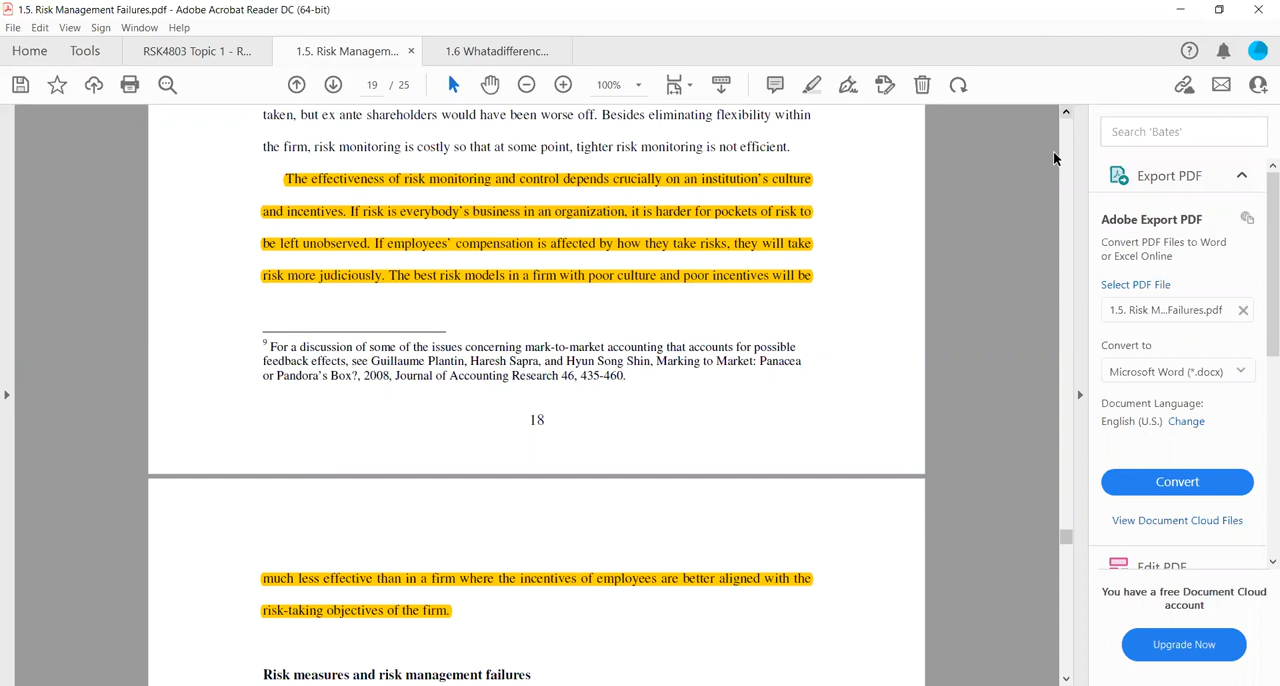 1.5. Risk Management Failures.pdf - Adobe Acrobat Reader DC (64-bit)
File Edit View Sign Window Help
Home Tools RSK4803 Topic 1 - R... 1.5. Risk Managem... × 1.6 Whatadifferenc...
19 / 25 100%
taken, but ex ante shareholders would have been worse off. Besides eliminating flexibility within
the firm, risk monitoring is costly so that at some point, tighter risk monitoring is not efficient.
The effectiveness of risk monitoring and control depends crucially on an institution's culture
and incentives. If risk is everybody's business in an organization, it is harder for pockets of risk to
be left unobserved. If employees' compensation is affected by how they take risks, they will take
risk more judiciously. The best risk models in a firm with poor culture and poor incentives will be
9 For a discussion of some of the issues concerning mark-to-market accounting that accounts for possible
feedback effects, see Guillaume Plantin, Haresh Sapra, and Hyun Song Shin, Marking to Market: Panacea
or Pandora's Box?, 2008, Journal of Accounting Research 46, 435-460.
18
much less effective than in a firm where the incentives of employees are better aligned with the
risk-taking objectives of the firm.
Risk measures and risk management failures
Search 'Bates'
Export PDF
Adobe Export PDF
Convert PDF Files to Word
or Excel Online
Select PDF File
1.5. Risk M...Failures.pdf
Convert to
Microsoft Word (*.docx)
Document Language:
English (U.S.) Change
Convert
View Document Cloud Files
Edit PDF
You have a free Document Cloud
account
Upgrade Now